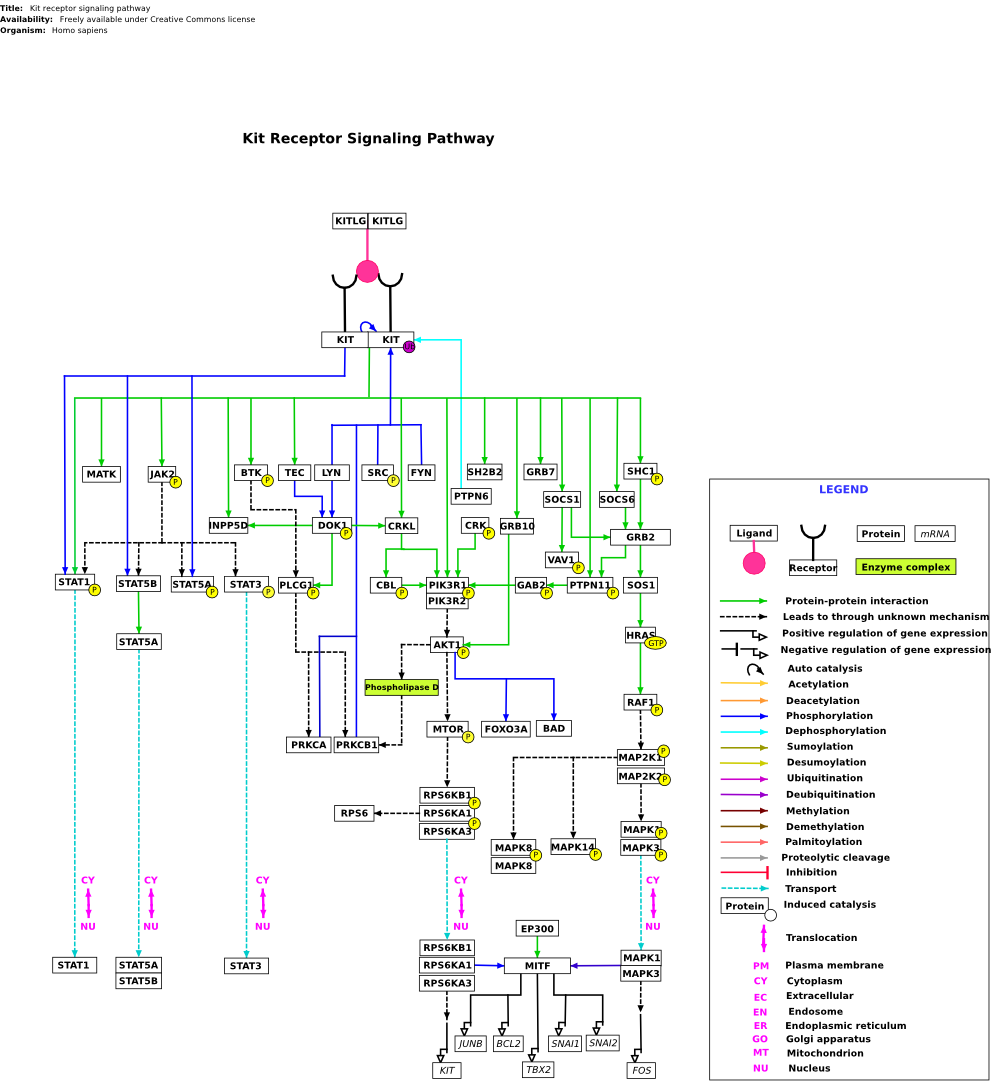 Title: Kit receptor signaling pathway
Availability: Freely available under Creative Commons license
Organism: Homo sapiens
Kit Receptor Signaling Pathway
KITLG KITLG
KIT KIT
MATK JAK2 P BTK P TEC LYN SRC P FYN SH2B2 GRB7 SHC1 P
PTPN6 SOCS1 SOCS6
INPP5D DOK1 P CRKL CRK P GRB10 GRB2
VAV1 P
STAT1 P STAT5B STAT5A P STAT3 P PLCG1 P CBL P PIK3R1 P GAB2 P PTPN11 P SOS1
PIK3R2
STAT5A AKT1 P HRAS GTP
Phospholipase D
RAF1 P
MTOR P FOXO3A BAD
PRKCA PRKCB1
MAP2K1 P
MAP2K2 P
RPS6KB1 P
RPS6 RPS6KA1 P
RPS6KA3
MAPK1 P
MAPK8 P MAPK14 P MAPK3 P
MAPK8
CY CY CY CY CY
NU NU NU NU NU
EP300
RPS6KB1
STAT1 STAT5A STAT3 RPS6KA1 MITF MAPK1
STAT5B RPS6KA3 MAPK3
JUNB BCL2 SNAI1 SNAI2
KIT TBX2 FOS
LEGEND
Ligand Protein mRNA
Receptor Enzyme complex
Protein-protein interaction
Leads to through unknown mechanism
Positive regulation of gene expression
Negative regulation of gene expression
Auto catalysis
Acetylation
Deacetylation
Phosphorylation
Dephosphorylation
Sumoylation
Desumoylation
Ubiquitination
Deubiquitination
Methylation
Demethylation
Palmitoylation
Proteolytic cleavage
Inhibition
Transport
Protein Induced catalysis
Translocation
PM Plasma membrane
CY Cytoplasm
EC Extracellular
EN Endosome
ER Endoplasmic reticulum
GO Golgi apparatus
MT Mitochondrion
NU Nucleus